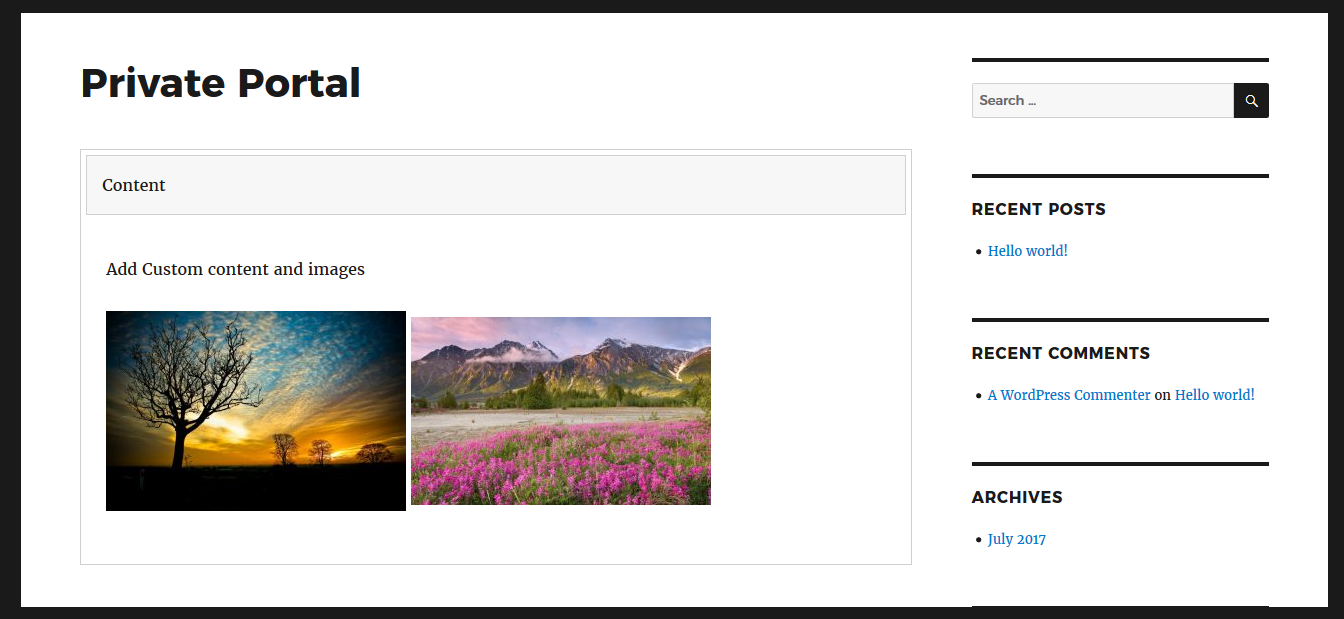 Private Portal
Content
Add Custom content and images
Search ...
RECENT POSTS
Hello world!
RECENT COMMENTS
A WordPress Commenter on Hello world!
ARCHIVES
July 2017